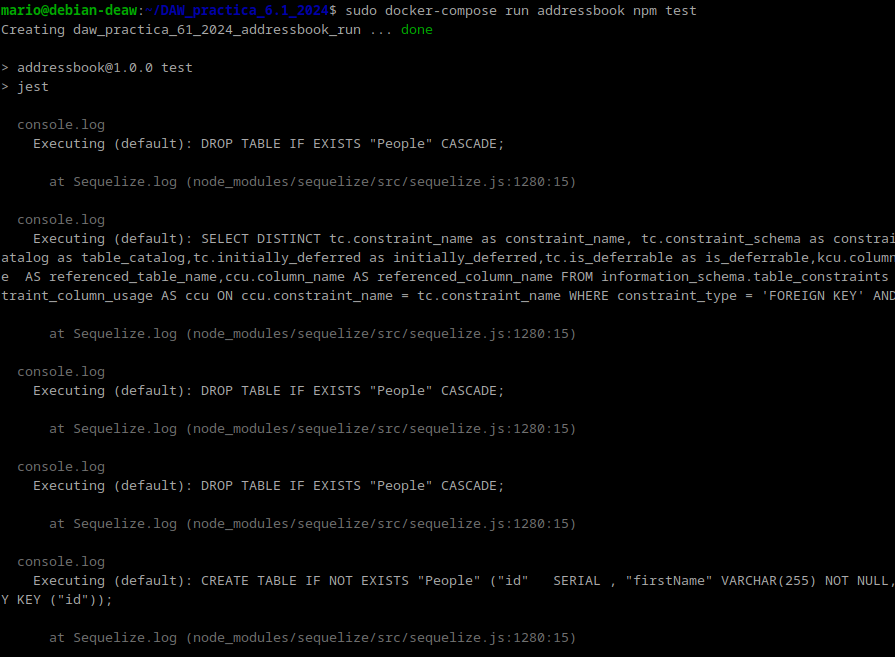 mario@debian-deaw:~/DAW_practica_6.1_2024$ sudo docker-compose run addressbook npm test
Creating daw_practica_61_2024_addressbook_run ... done
> addressbook@1.0.0 test
> jest
console.log
Executing (default): DROP TABLE IF EXISTS "People" CASCADE;
at Sequelize.log (node_modules/sequelize/src/sequelize.js:1280:15)
console.log
Executing (default): SELECT DISTINCT tc.constraint_name as constraint_name, tc.constraint_schema as constrai
atalog as table_catalog,tc.initially_deferred as initially_deferred,tc.is_deferrable as is_deferrable,kcu.column
e  AS referenced_table_name,ccu.column_name AS referenced_column_name FROM information_schema.table_constraints
traint_column_usage AS ccu ON ccu.constraint_name = tc.constraint_name WHERE constraint_type = 'FOREIGN KEY' AND
at Sequelize.log (node_modules/sequelize/src/sequelize.js:1280:15)
console.log
Executing (default): DROP TABLE IF EXISTS "People" CASCADE;
at Sequelize.log (node_modules/sequelize/src/sequelize.js:1280:15)
console.log
Executing (default): DROP TABLE IF EXISTS "People" CASCADE;
at Sequelize.log (node_modules/sequelize/src/sequelize.js:1280:15)
console.log
Executing (default): CREATE TABLE IF NOT EXISTS "People" ("id"   SERIAL , "firstName" VARCHAR(255) NOT NULL,
Y KEY ("id"));
at Sequelize.log (node_modules/sequelize/src/sequelize.js:1280:15)